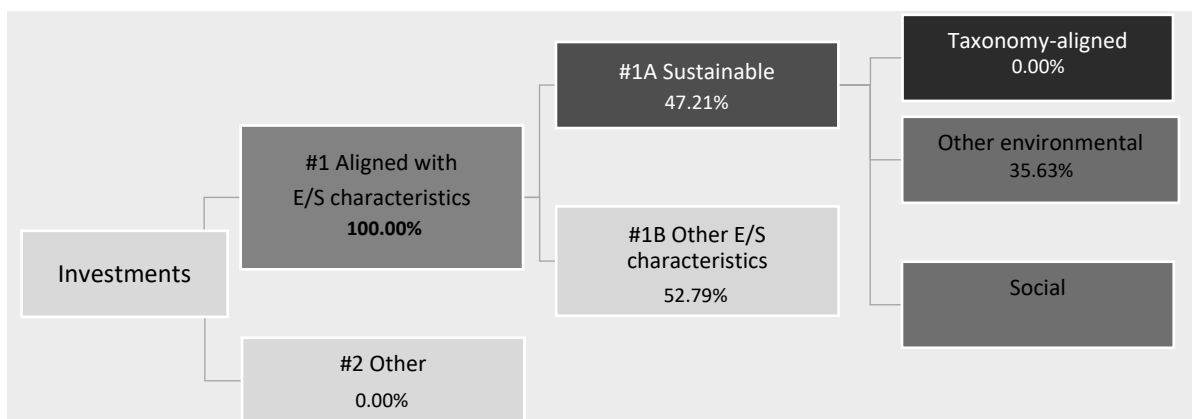 Investments
#1 Aligned with
E/S characteristics
100.00%
#2 Other
0.00%
#1A Sustainable
47.21%
#1B Other E/S
characteristics
52.79%
Taxonomy-aligned
0.00%
Other environmental
35.63%
Social